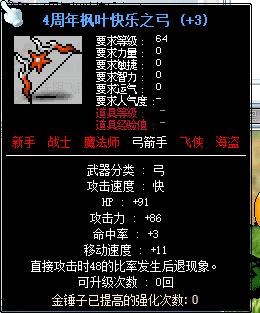 4周年枫叶快乐之弓 (+3)
要求等级： 64
要求力量： 0
要求敏捷： 0
要求智力： 0
要求运气： 0
要求人气度： -
道具等级： -
道具经验值： -
新手 战士 魔法师 弓箭手 飞侠 海盗
武器分类： 弓
攻击速度： 快
HP : +91
攻击力 : +86
命中率 : +3
移动速度 : +11
直接攻击时48的比率发生后退现象。
可升级次数 : 0回
金锤子已提高的强化次数: 0